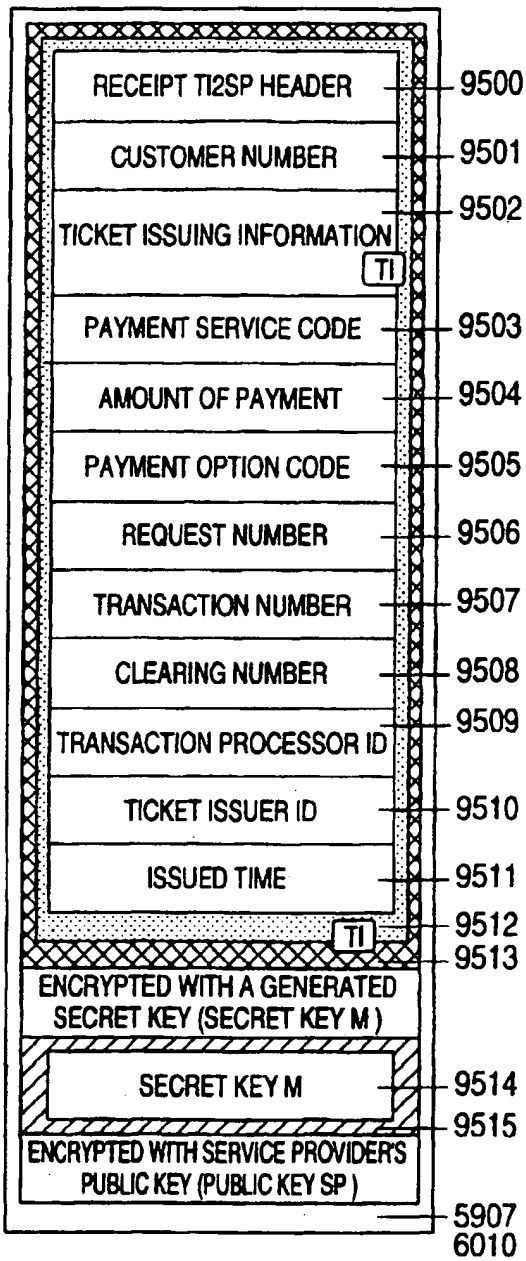 RECEIPT TI2SP HEADER 9500
CUSTOMER NUMBER 9501
9502
TICKET ISSUING INFORMATION
TI
PAYMENT SERVICE CODE 9503
AMOUNT OF PAYMENT 9504
PAYMENT OPTION CODE 9505
REQUEST NUMBER 9506
TRANSACTION NUMBER 9507
CLEARING NUMBER 9508
9509
TRANSACTION PROCESSOR ID
TICKET ISSUER ID 9510
ISSUED TIME 9511
9512
TI
9513
ENCRYPTED WITH A GENERATED
SECRET KEY (SECRET KEY M )
SECRET KEY M 9514
9515
ENCRYPTED WITH SERVICE PROVIDER'S
PUBLIC KEY (PUBLIC KEY SP )
5907
6010